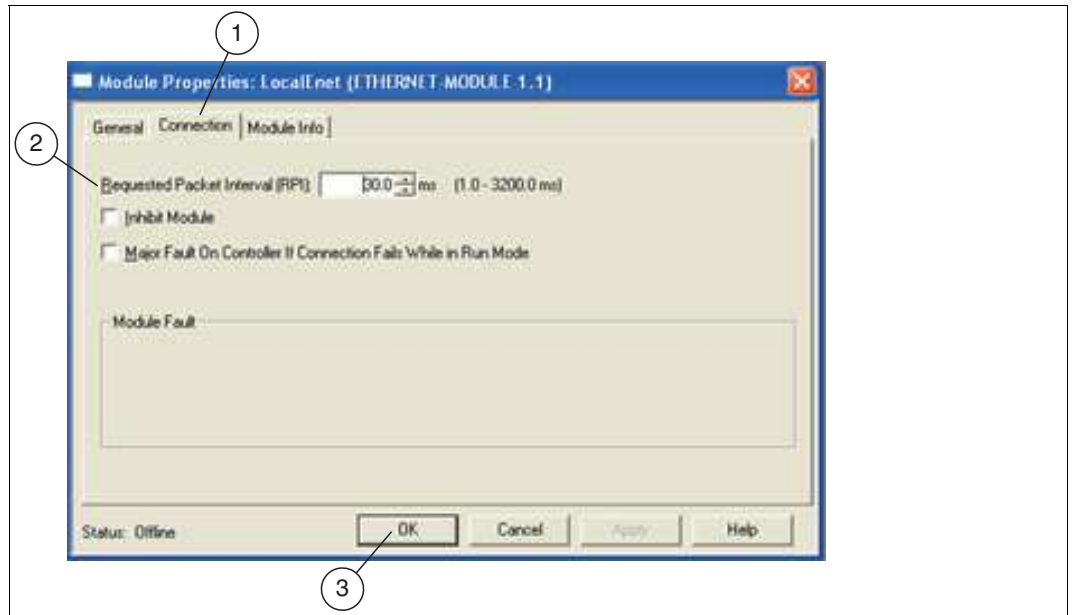 1
Module Properties: LocalEnet (ETHERNET-MODULE 1.1)
General Connection Module Info
2
Requested Packet Interval (RPI): 30.0 ms (1.0 - 3200.0 ms)
Inhibit Module
Major Fault On Controller If Connection Fails While in Run Mode
Module Fault
Status: Offline OK Cancel Apply Help
3